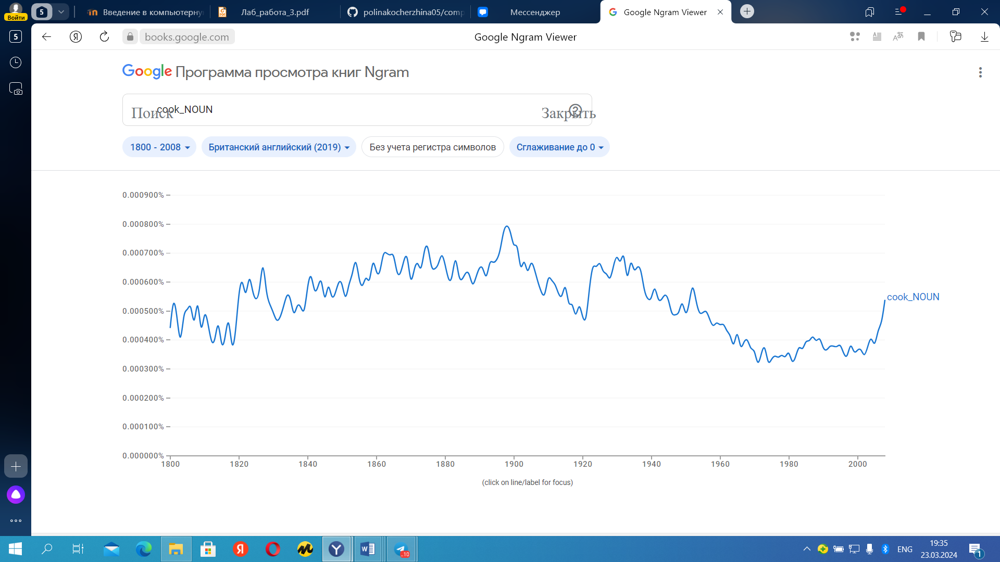 Войти
5
Введение в компьютерну
Лаб_работа_3.pdf
polinakocherzhina05/comp
Мессенджер
Google Ngram Viewer
5
Я
books.google.com
Google Ngram Viewer
Google Программа просмотра книг Ngram
Поиск
cook_NOUN
Закрыть
1800 - 2008
Британский английский (2019)
Без учета регистра символов
Сглаживание до 0
0.000900%
0.000800%
0.000700%
0.000600%
0.000500%
0.000400%
0.000300%
0.000200%
0.000100%
0.000000%
cook_NOUN
1800 1820 1840 1860 1880 1900 1920 1940 1960 1980 2000
(click on line/label for focus)
Я
W
..10
ENG
19:35
23.03.2024
1